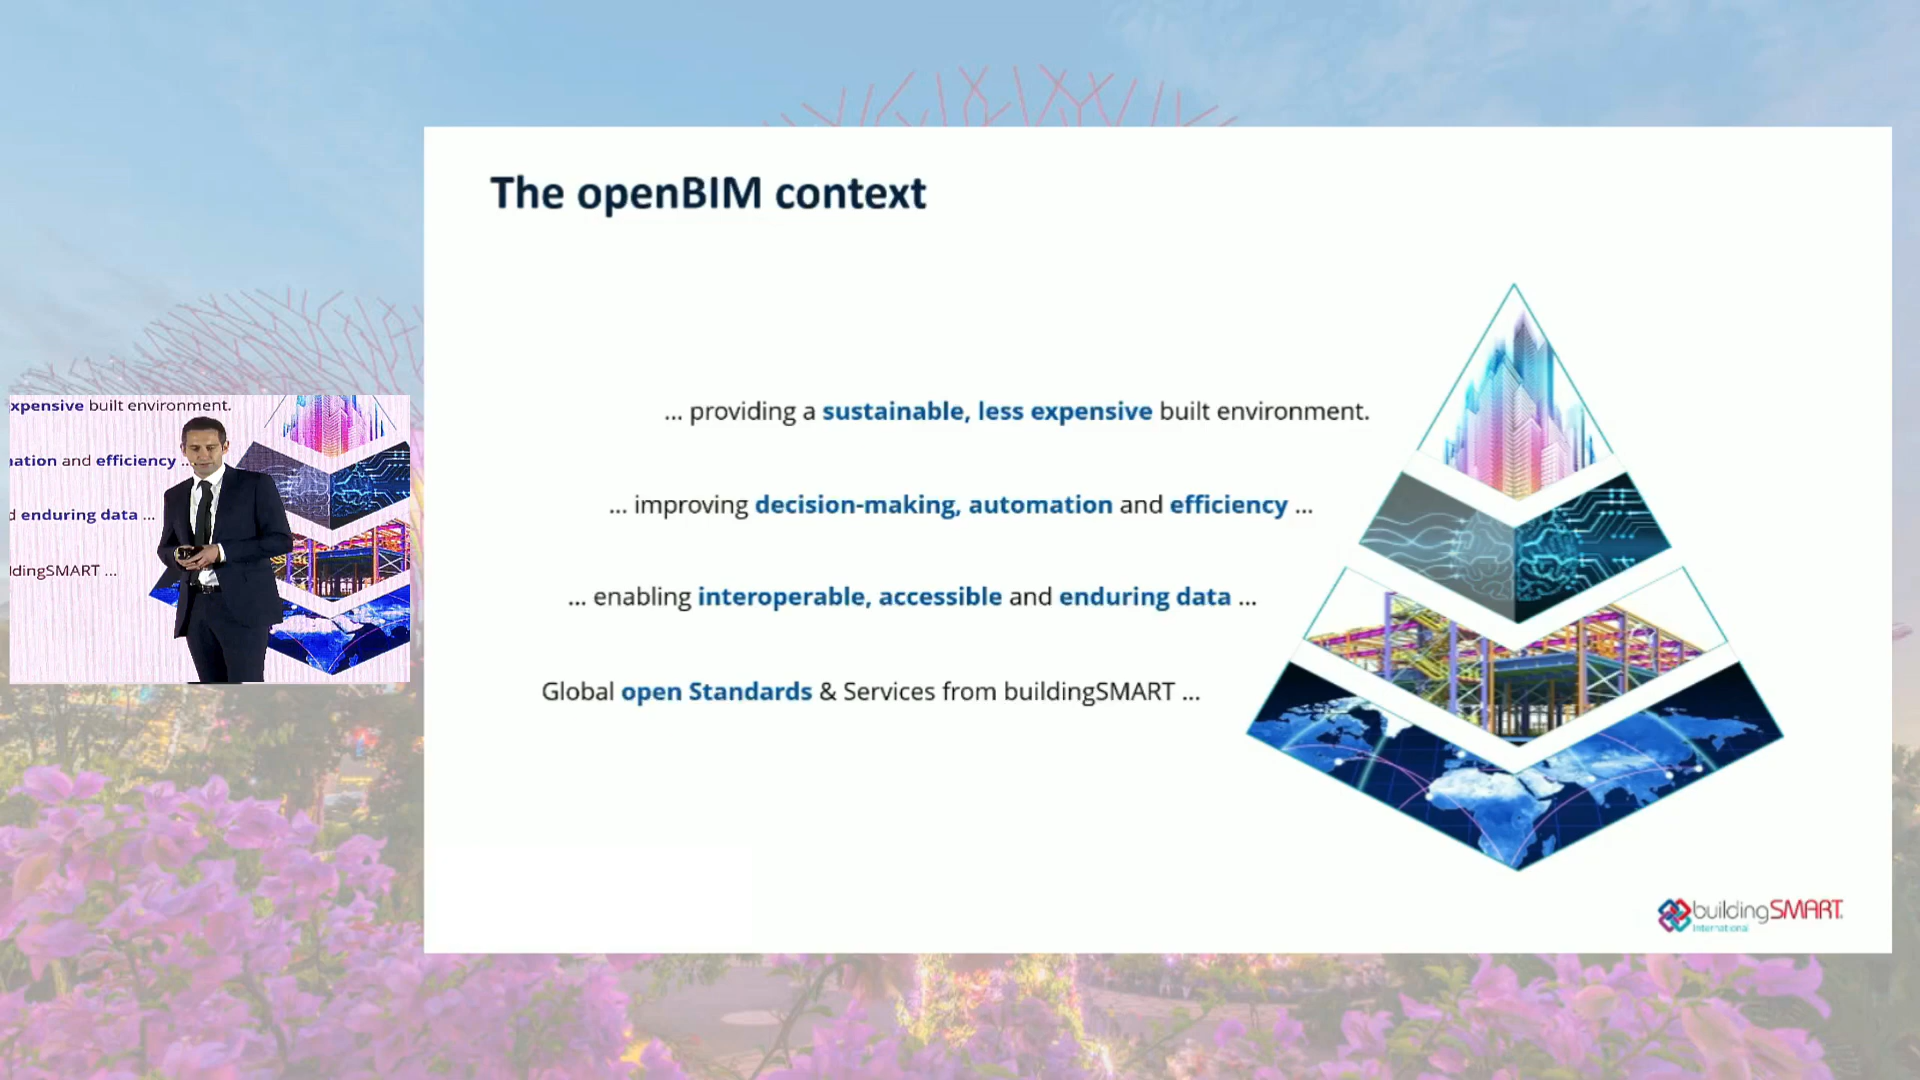 The openBIM context
... providing a sustainable, less expensive built environment.
... improving decision-making, automation and efficiency ...
... enabling interoperable, accessible and enduring data ...
Global open Standards & Services from buildingSMART ...
buildingSMART
International
xpensive built environment.
ation and efficiency ...
d enduring data ...
ldingSMART ...